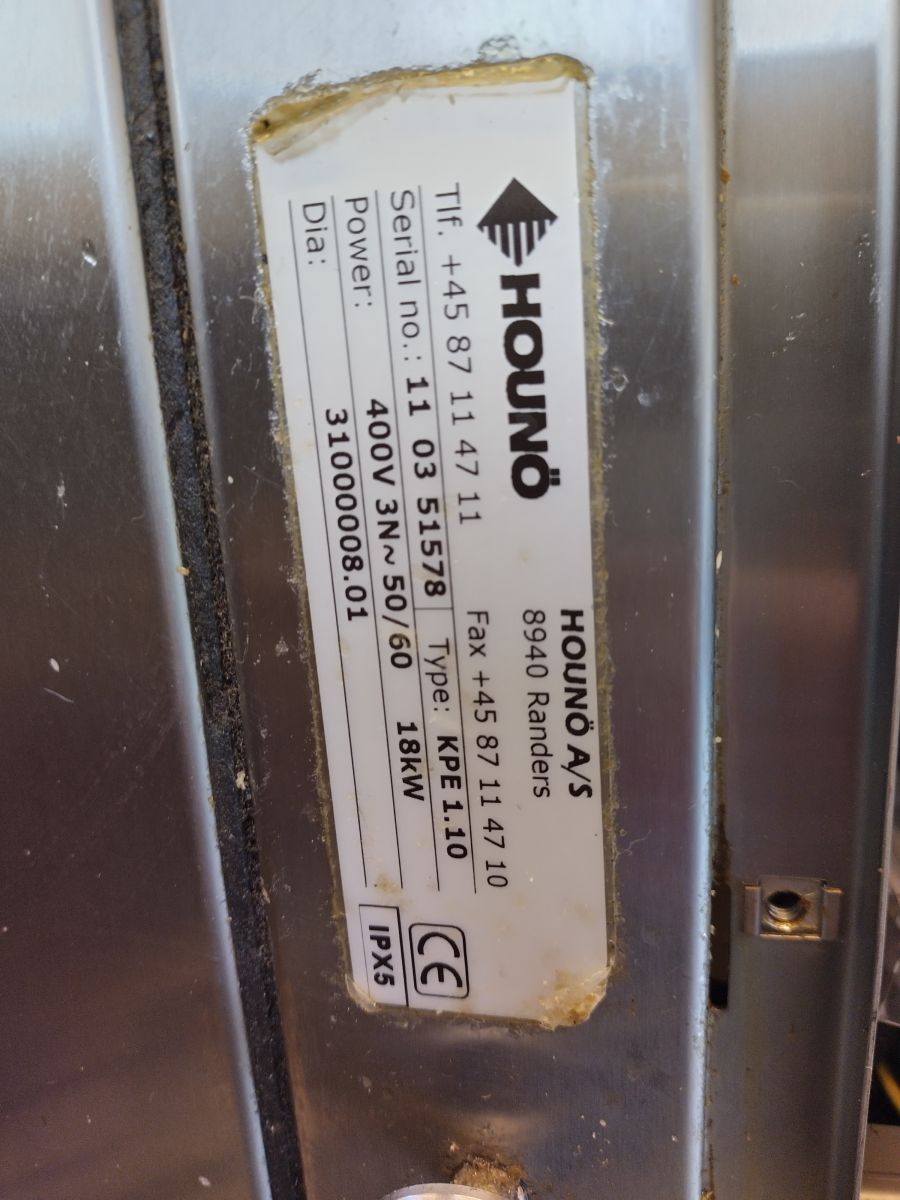 HOUNÖ
HOUNÖ A/S
8940 Randers
Tlf. +45 87 11 47 11 Fax +45 87 11 47 10
Serial no.: 11 03 51578 Type: KPE 1.10
Power: 400V 3N~ 50/60 18kW
Dia: 31000008.01
CE
IPX5